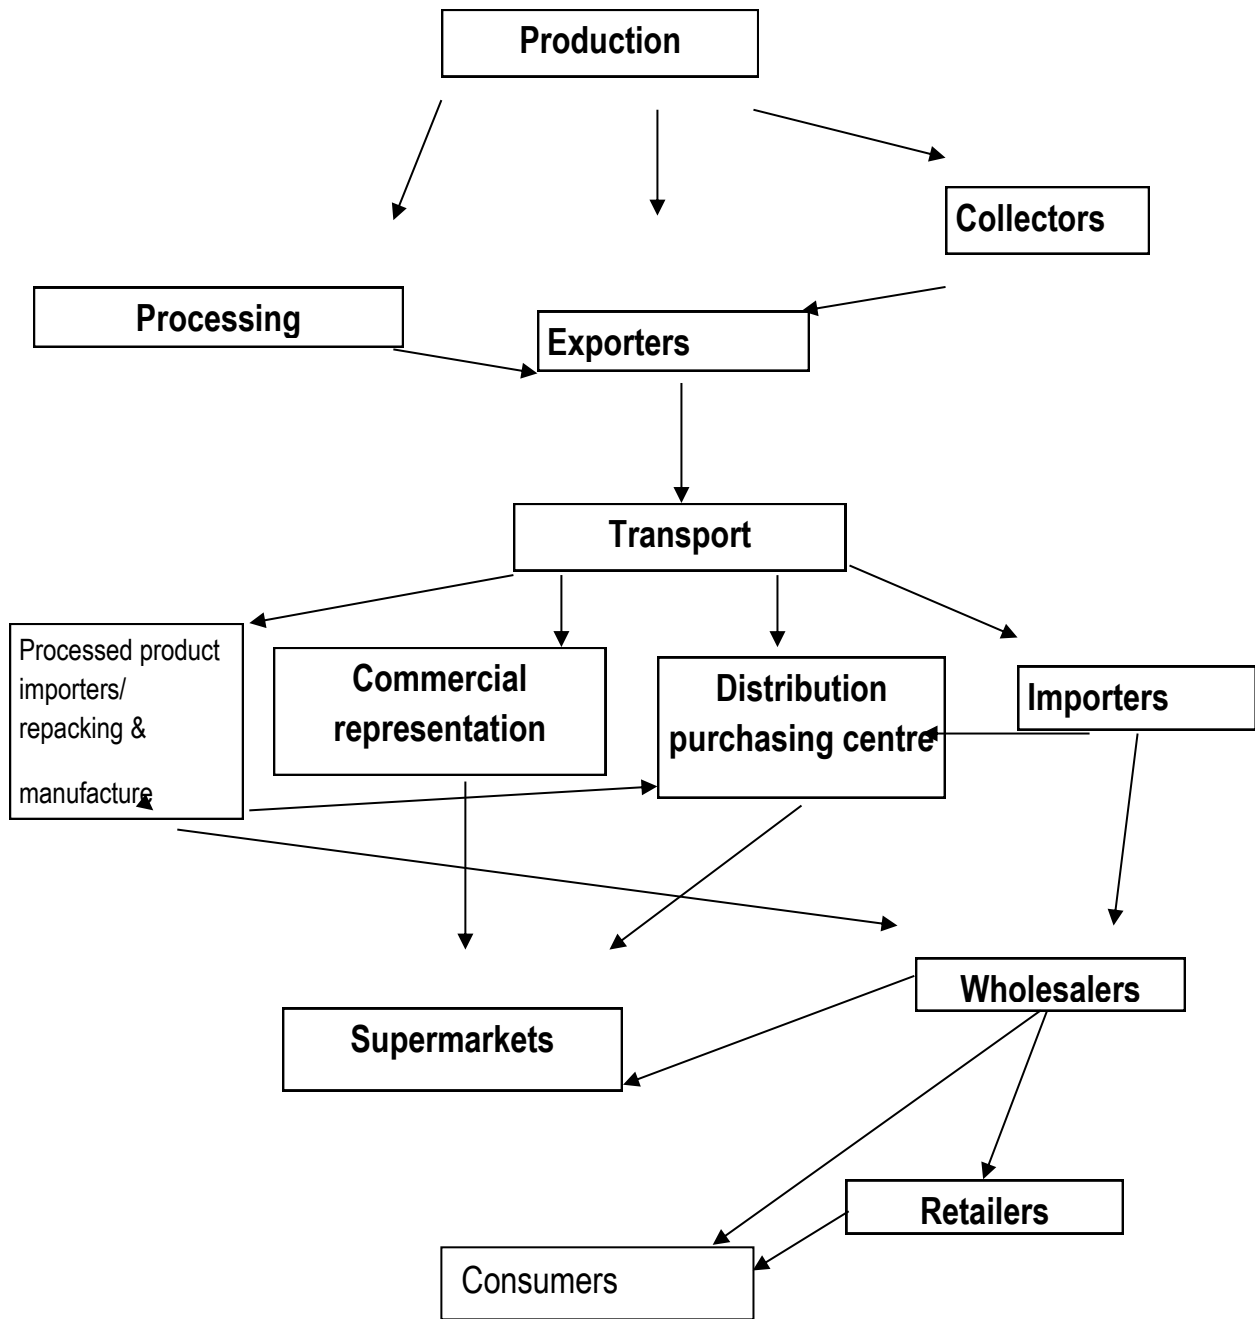 Production
Collectors
Processing
Exporters
Transport
Processed product
importers/
repacking &
manufacture
Commercial
representation
Distribution
purchasing centre
Importers
Wholesalers
Supermarkets
Retailers
Consumers